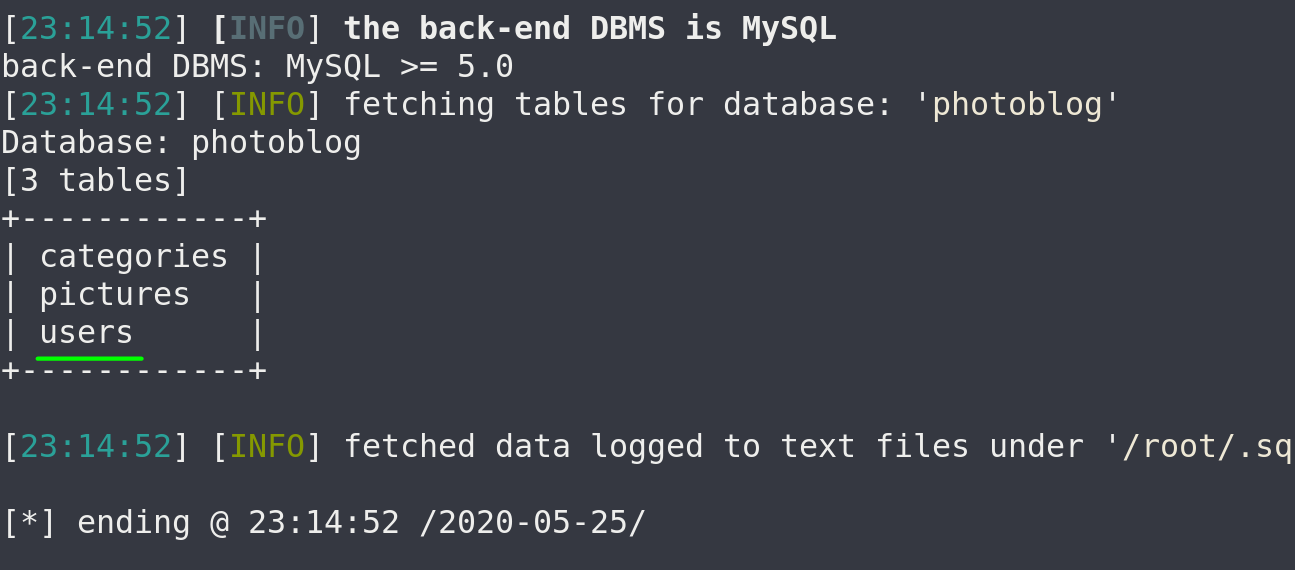 [23:14:52] [INFO] the back-end DBMS is MySQL
back-end DBMS: MySQL >= 5.0
[23:14:52] [INFO] fetching tables for database: 'photoblog'
Database: photoblog
[3 tables]
+------------+
| categories |
| pictures   |
| users      |
+------------+
[23:14:52] [INFO] fetched data logged to text files under '/root/.sq
[*] ending @ 23:14:52 /2020-05-25/